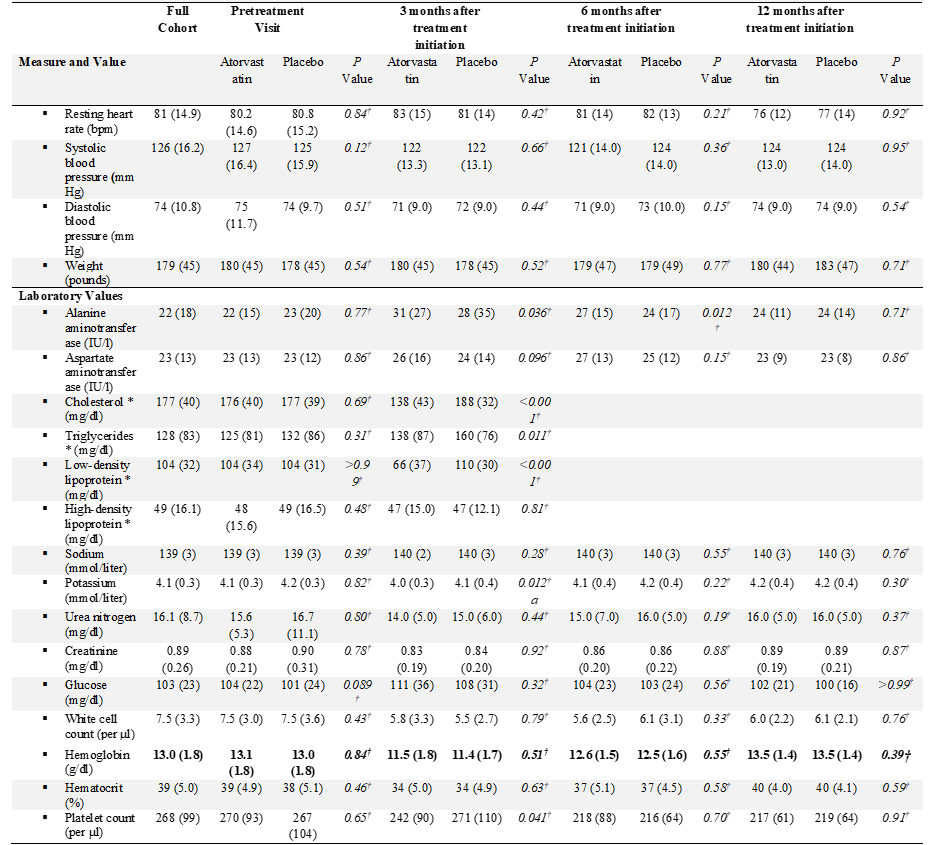 Full Cohort Pretreatment Visit 3 months after treatment initiation 6 months after treatment initiation 12 months after treatment initiation
Measure and Value Atorvastatin Placebo P Value Atorvastatin Placebo P Value Atorvastatin Placebo P Value Atorvastatin Placebo P Value
▪ Resting heart rate (bpm) 81 (14.9) 80.2 (14.6) 80.8 (15.2) 0.84† 83 (15) 81 (14) 0.42† 81 (14) 82 (13) 0.21† 76 (12) 77 (14) 0.92†
▪ Systolic blood pressure (mm Hg) 126 (16.2) 127 (16.4) 125 (15.9) 0.12† 122 (13.3) 122 (13.1) 0.66† 121 (14.0) 124 (14.0) 0.36† 124 (13.0) 124 (14.0) 0.95†
▪ Diastolic blood pressure (mm Hg) 74 (10.8) 75 (11.7) 74 (9.7) 0.51† 71 (9.0) 72 (9.0) 0.44† 71 (9.0) 73 (10.0) 0.15† 74 (9.0) 74 (9.0) 0.54†
▪ Weight (pounds) 179 (45) 180 (45) 178 (45) 0.54† 180 (45) 178 (45) 0.52† 179 (47) 179 (49) 0.77† 180 (44) 183 (47) 0.71†
Laboratory Values
▪ Alanine aminotransferase (IU/l) 22 (18) 22 (15) 23 (20) 0.77† 31 (27) 28 (35) 0.036† 27 (15) 24 (17) 0.012† 24 (11) 24 (14) 0.71†
▪ Aspartate aminotransferase (IU/l) 23 (13) 23 (13) 23 (12) 0.86† 26 (16) 24 (14) 0.096† 27 (13) 25 (12) 0.15† 23 (9) 23 (8) 0.86†
▪ Cholesterol * (mg/dl) 177 (40) 176 (40) 177 (39) 0.69† 138 (43) 188 (32) <0.001†
▪ Triglycerides * (mg/dl) 128 (83) 125 (81) 132 (86) 0.31† 138 (87) 160 (76) 0.011†
▪ Low-density lipoprotein * (mg/dl) 104 (32) 104 (34) 104 (31) >0.99† 66 (37) 110 (30) <0.001†
▪ High-density lipoprotein * (mg/dl) 49 (16.1) 48 (15.6) 49 (16.5) 0.48† 47 (15.0) 47 (12.1) 0.81†
▪ Sodium (mmol/liter) 139 (3) 139 (3) 139 (3) 0.39† 140 (2) 140 (3) 0.28† 140 (3) 140 (3) 0.55† 140 (3) 140 (3) 0.76†
▪ Potassium (mmol/liter) 4.1 (0.3) 4.1 (0.3) 4.2 (0.3) 0.82† 4.0 (0.3) 4.1 (0.4) 0.012a 4.1 (0.4) 4.2 (0.4) 0.22† 4.2 (0.4) 4.2 (0.4) 0.30†
▪ Urea nitrogen (mg/dl) 16.1 (8.7) 15.6 (5.3) 16.7 (11.1) 0.80† 14.0 (5.0) 15.0 (6.0) 0.44† 15.0 (7.0) 16.0 (5.0) 0.19† 16.0 (5.0) 16.0 (5.0) 0.37†
▪ Creatinine (mg/dl) 0.89 (0.26) 0.88 (0.21) 0.90 (0.31) 0.78† 0.83 (0.19) 0.84 (0.20) 0.92† 0.86 (0.20) 0.86 (0.22) 0.88† 0.89 (0.19) 0.89 (0.21) 0.87†
▪ Glucose (mg/dl) 103 (23) 104 (22) 101 (24) 0.089† 111 (36) 108 (31) 0.32† 104 (23) 103 (24) 0.56† 102 (21) 100 (16) >0.99†
▪ White cell count (per µl) 7.5 (3.3) 7.5 (3.0) 7.5 (3.6) 0.43† 5.8 (3.3) 5.5 (2.7) 0.79† 5.6 (2.5) 6.1 (3.1) 0.33† 6.0 (2.2) 6.1 (2.1) 0.76†
▪ Hemoglobin (g/dl) 13.0 (1.8) 13.1 (1.8) 13.0 (1.8) 0.84† 11.5 (1.8) 11.4 (1.7) 0.51† 12.6 (1.5) 12.5 (1.6) 0.55† 13.5 (1.4) 13.5 (1.4) 0.39†
▪ Hematocrit (%) 39 (5.0) 39 (4.9) 38 (5.1) 0.46† 34 (5.0) 34 (4.9) 0.63† 37 (5.1) 37 (4.5) 0.58† 40 (4.0) 40 (4.1) 0.59†
▪ Platelet count (per µl) 268 (99) 270 (93) 267 (104) 0.65† 242 (90) 271 (110) 0.041† 218 (88) 216 (64) 0.70† 217 (61) 219 (64) 0.91†